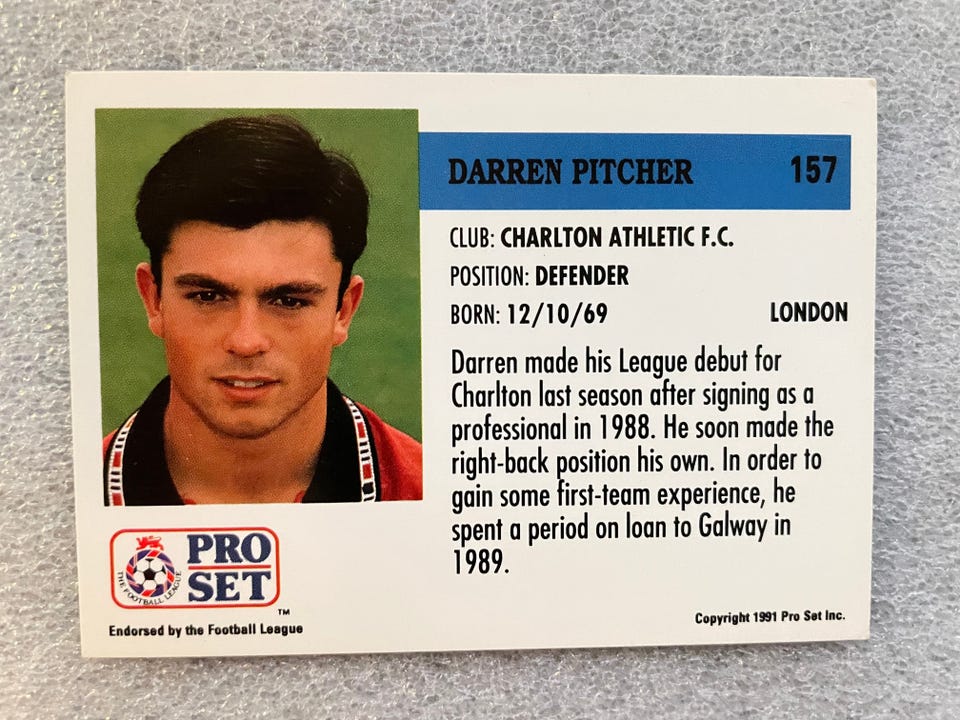 DARREN PITCHER 157
CLUB: CHARLTON ATHLETIC F.C.
POSITION: DEFENDER
BORN: 12/10/69 LONDON
Darren made his League debut for
Charlton last season after signing as a
professional in 1988. He soon made the
right-back position his own. In order to
gain some first-team experience, he
spent a period on loan to Galway in
1989.
PRO
SET
THE FOOTBALL LEAGUE
TM
Endorsed by the Football League
Copyright 1991 Pro Set Inc.